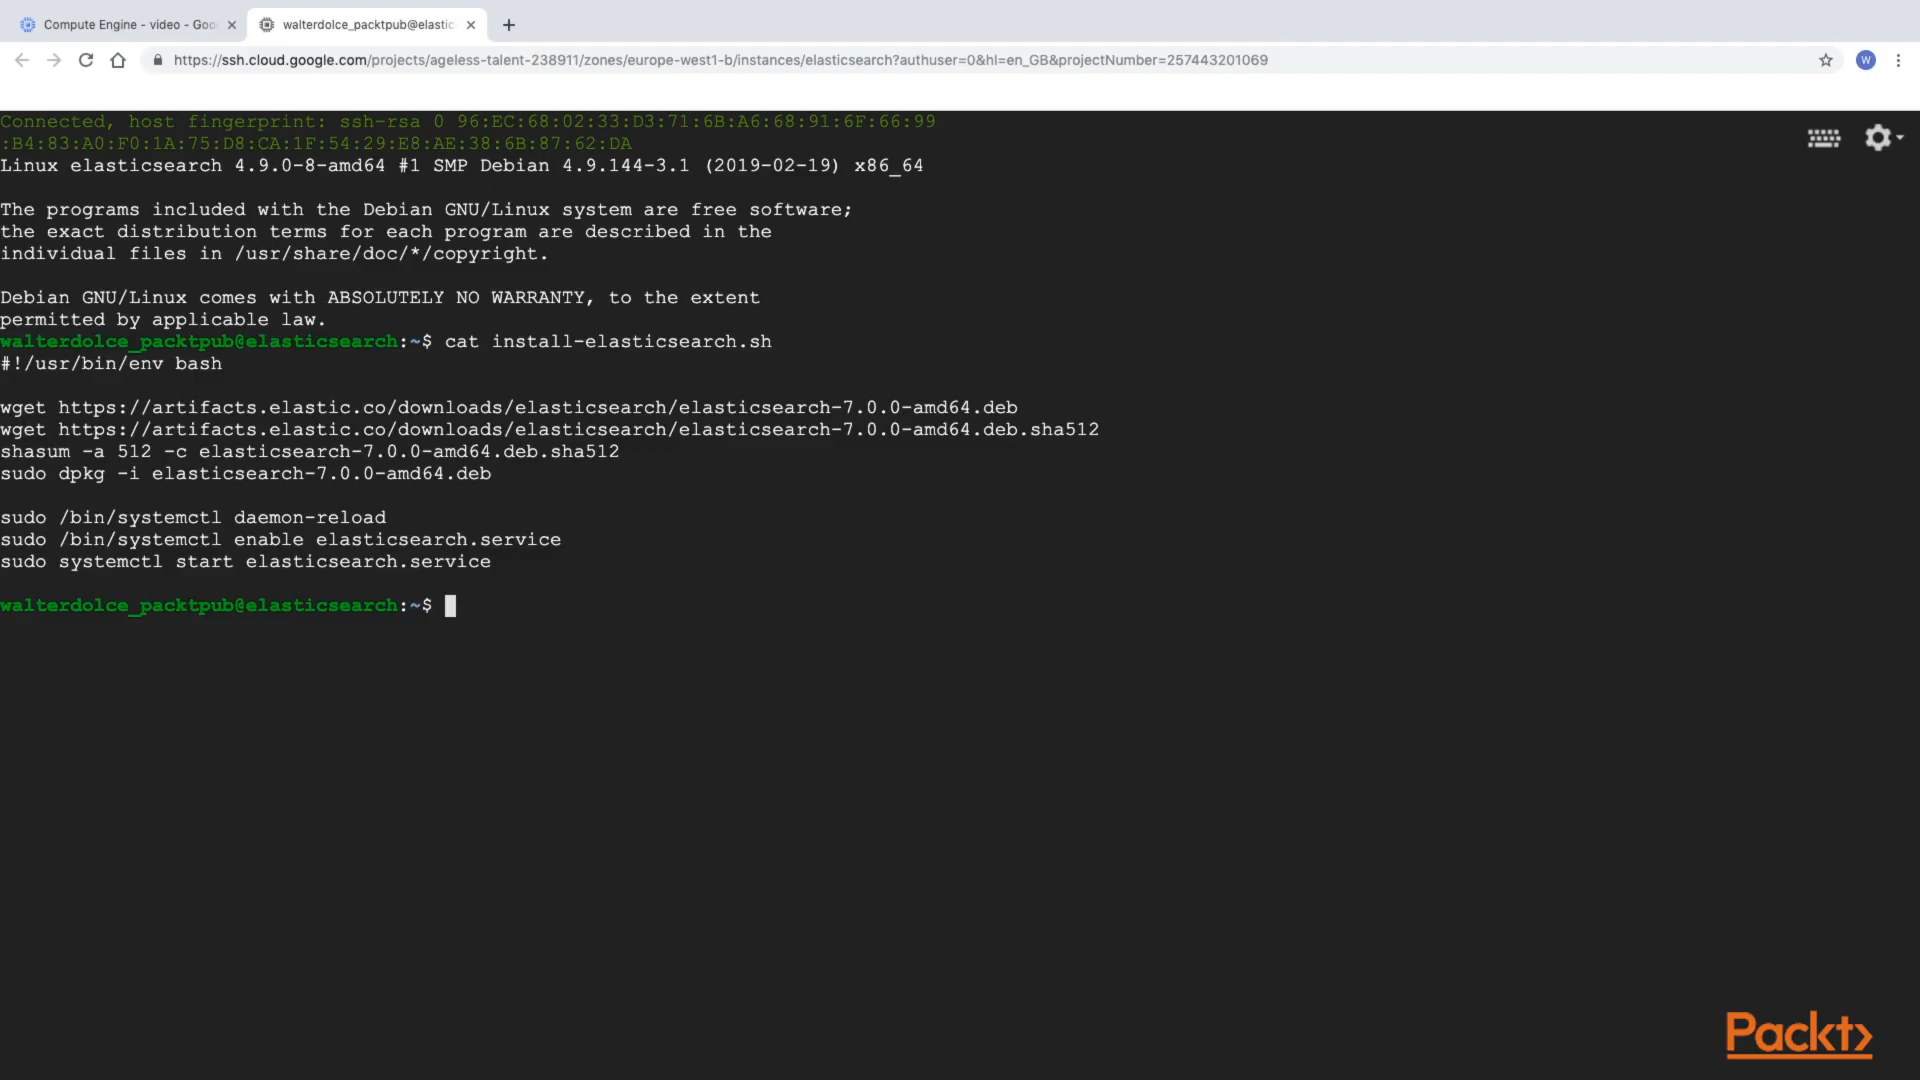 Compute Engine - video - Goo
walterdolce_packtpub@elastic
https://ssh.cloud.google.com/projects/ageless-talent-238911/zones/europe-west1-b/instances/elasticsearch?authuser=0&hl=en_GB&projectNumber=257443201069
W
Connected, host fingerprint: ssh-rsa 0 96:EC:68:02:33:D3:71:6B:A6:68:91:6F:66:99
:B4:83:A0:F0:1A:75:D8:CA:1F:54:29:E8:AE:38:6B:87:62:DA
Linux elasticsearch 4.9.0-8-amd64 #1 SMP Debian 4.9.144-3.1 (2019-02-19) x86_64
The programs included with the Debian GNU/Linux system are free software;
the exact distribution terms for each program are described in the
individual files in /usr/share/doc/*/copyright.
Debian GNU/Linux comes with ABSOLUTELY NO WARRANTY, to the extent
permitted by applicable law.
walterdolce_packtpub@elasticsearch:~$ cat install-elasticsearch.sh
#!/usr/bin/env bash
wget https://artifacts.elastic.co/downloads/elasticsearch/elasticsearch-7.0.0-amd64.deb
wget https://artifacts.elastic.co/downloads/elasticsearch/elasticsearch-7.0.0-amd64.deb.sha512
shasum -a 512 -c elasticsearch-7.0.0-amd64.deb.sha512
sudo dpkg -i elasticsearch-7.0.0-amd64.deb
sudo /bin/systemctl daemon-reload
sudo /bin/systemctl enable elasticsearch.service
sudo systemctl start elasticsearch.service
walterdolce_packtpub@elasticsearch:~$
Packt